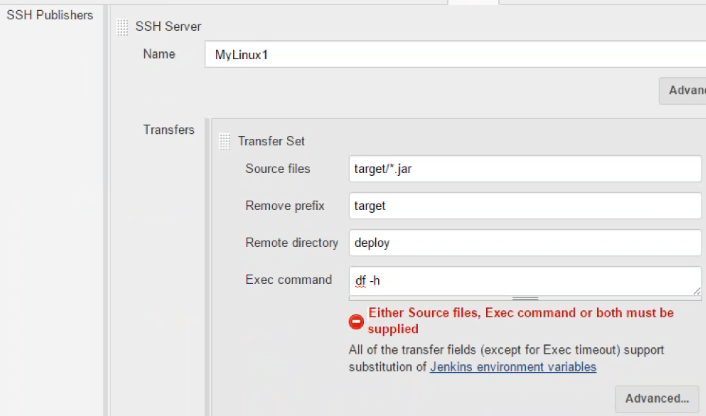 SSH Publishers
SSH Server
Name
MyLinux1
Transfers
Transfer Set
Source files
target/*.jar
Remove prefix
target
Remote directory
deploy
Exec command
df -h
Either Source files, Exec command or both must be
supplied
All of the transfer fields (except for Exec timeout) support
substitution of Jenkins environment variables
Advanced...